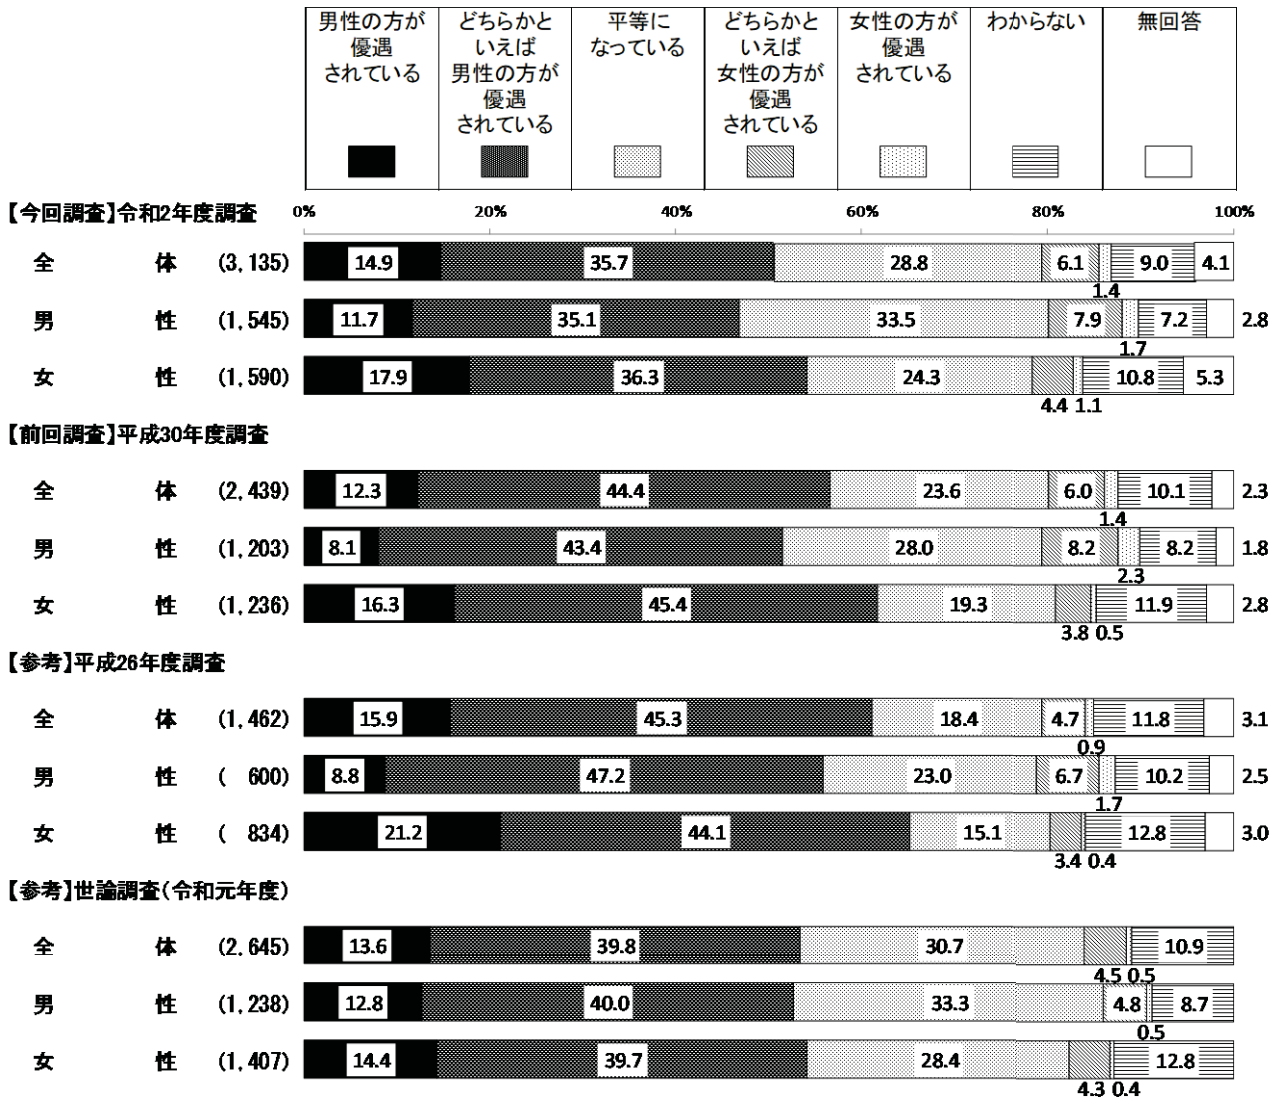 男性の方が
優遇
されている
どちらかと
いえば
男性の方が
優遇
されている
平等に
なっている
どちらかと
いえば
女性の方が
優遇
されている
女性の方が
優遇
されている
わからない
無回答
【今回調査】令和2年度調査
0% 20% 40% 60% 80% 100%
全 体 (3,135) 14.9 35.7 28.8 6.1 9.0 4.1
1.4
男 性 (1,545) 11.7 35.1 33.5 7.9 7.2 2.8
1.7
女 性 (1,590) 17.9 36.3 24.3 10.8 5.3
4.4 1.1
【前回調査】平成30年度調査
全 体 (2,439) 12.3 44.4 23.6 6.0 10.1 2.3
1.4
男 性 (1,203) 8.1 43.4 28.0 8.2 8.2 1.8
2.3
女 性 (1,236) 16.3 45.4 19.3 11.9 2.8
3.8 0.5
【参考】平成26年度調査
全 体 (1,462) 15.9 45.3 18.4 4.7 11.8 3.1
0.9
男 性 ( 600) 8.8 47.2 23.0 6.7 10.2 2.5
1.7
女 性 ( 834) 21.2 44.1 15.1 12.8 3.0
3.4 0.4
【参考】世論調査(令和元年度)
全 体 (2,645) 13.6 39.8 30.7 10.9
4.5 0.5
男 性 (1,238) 12.8 40.0 33.3 4.8 8.7
0.5
女 性 (1,407) 14.4 39.7 28.4 12.8
4.3 0.4